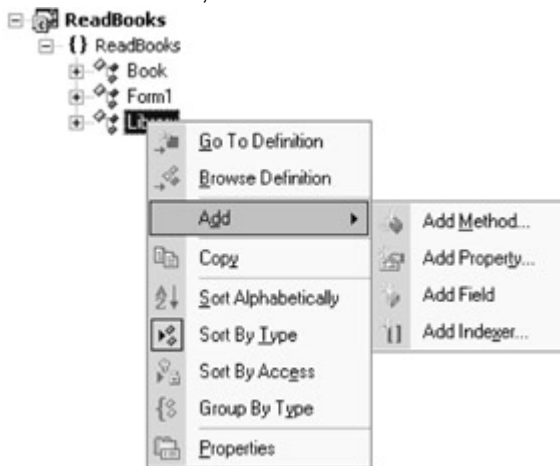 ReadBooks
{} ReadBooks
Book
Form1
Go To Definition
Browse Definition
Add
Add Method...
Copy
Add Property...
Sort Alphabetically
Add Field
Sort By Type
Add Indexer...
Sort By Access
Group By Type
Properties